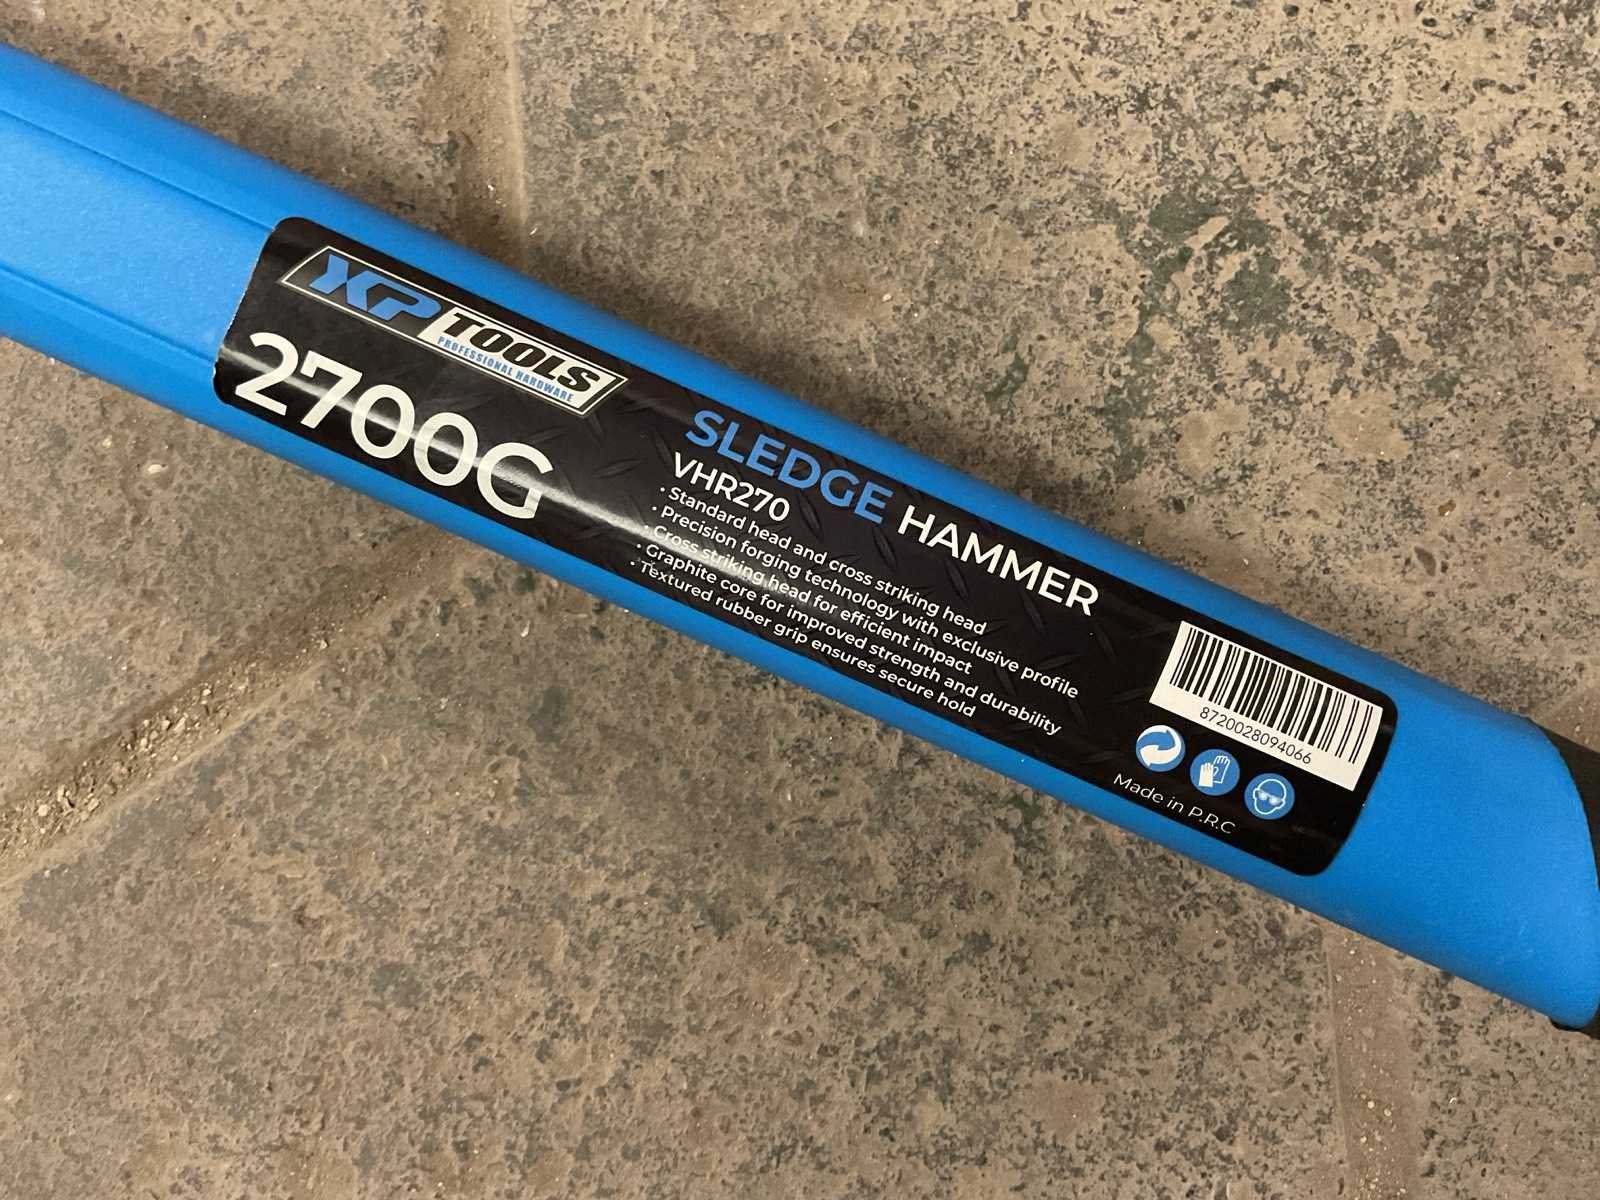 XP TOOLS
PROFESSIONAL HARDWARE
2700G
SLEDGE HAMMER
VHR270
• Standard head and cross striking head
• Precision forging technology with exclusive profile
• Cross striking head for efficient impact
• Graphite core for improved strength and durability
• Textured rubber grip ensures secure hold
8720028094066
Made in P.R.C